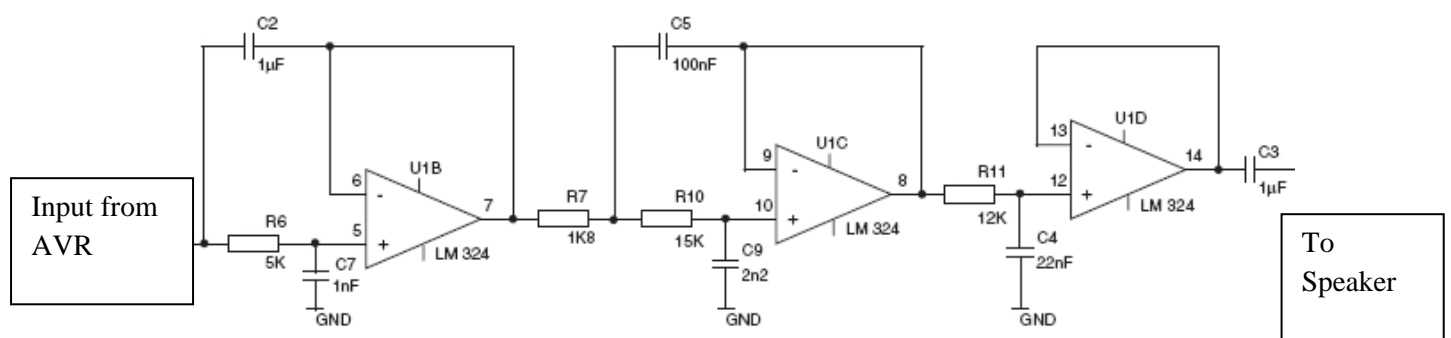 Input from
AVR
C2
1µF
R6
5K
C7
1nF
GND
6
5
-
+
U1B
7
LM 324
R7
1K8
C5
100nF
R10
15K
C9
2n2
GND
9
10
-
+
U1C
8
LM 324
R11
12K
C4
22nF
GND
13
12
-
+
U1D
14
LM 324
C3
1µF
To
Speaker